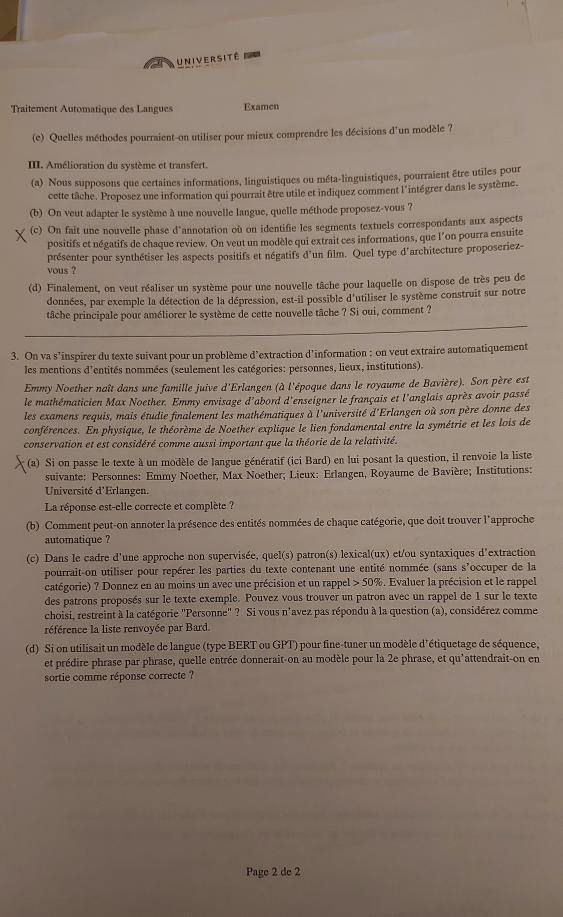 UNIVERSITÉ
Traitement Automatique des Langues
Examen
(e) Quelles méthodes pourraient-on utiliser pour mieux comprendre les décisions d'un modèle ?
III. Amélioration du système et transfert.
(a) Nous supposons que certaines informations, linguistiques ou méta-linguistiques, pourraient être utiles pour
cette tâche. Proposez une information qui pourrait être utile et indiquez comment l'intégrer dans le système.
(b) On veut adapter le système à une nouvelle langue, quelle méthode proposez-vous ?
(c) On fait une nouvelle phase d'annotation où on identifie les segments textuels correspondants aux aspects
positifs et négatifs de chaque review. On veut un modèle qui extrait ces informations, que l'on pourra ensuite
présenter pour synthétiser les aspects positifs et négatifs d'un film. Quel type d'architecture proposeriez-
vous ?
(d) Finalement, on veut réaliser un système pour une nouvelle tâche pour laquelle on dispose de très peu de
données, par exemple la détection de la dépression, est-il possible d'utiliser le système construit sur notre
tâche principale pour améliorer le système de cette nouvelle tâche ? Si oui, comment ?
3. On va s'inspirer du texte suivant pour un problème d'extraction d'information : on veut extraire automatiquement
les mentions d'entités nommées (seulement les catégories: personnes, lieux, institutions).
Emmy Noether naît dans une famille juive d'Erlangen (à l'époque dans le royaume de Bavière). Son père est
le mathématicien Max Noether. Emmy envisage d'abord d'enseigner le français et l'anglais après avoir passé
les examens requis, mais étudie finalement les mathématiques à l'université d'Erlangen où son père donne des
conférences. En physique, le théorème de Noether explique le lien fondamental entre la symétrie et les lois de
conservation et est considéré comme aussi important que la théorie de la relativité.
(a) Si on passe le texte à un modèle de langue génératif (ici Bard) en lui posant la question, il renvoie la liste
suivante: Personnes: Emmy Noether, Max Noether; Lieux: Erlangen, Royaume de Bavière; Institutions:
Université d'Erlangen.
La réponse est-elle correcte et complète ?
(b) Comment peut-on annoter la présence des entités nommées de chaque catégorie, que doit trouver l'approche
automatique ?
(c) Dans le cadre d'une approche non supervisée, quel(s) patron(s) lexical(ux) et/ou syntaxiques d'extraction
pourrait-on utiliser pour repérer les parties du texte contenant une entité nommée (sans s'occuper de la
catégorie) ? Donnez en au moins un avec une précision et un rappel > 50%. Evaluer la précision et le rappel
des patrons proposés sur le texte exemple. Pouvez vous trouver un patron avec un rappel de 1 sur le texte
choisi, restreint à la catégorie "Personne" ? Si vous n'avez pas répondu à la question (a), considérez comme
référence la liste renvoyée par Bard.
(d) Si on utilisait un modèle de langue (type BERT ou GPT) pour fine-tuner un modèle d'étiquetage de séquence,
et prédire phrase par phrase, quelle entrée donnerait-on au modèle pour la 2e phrase, et qu'attendrait-on en
sortie comme réponse correcte ?
Page 2 de 2